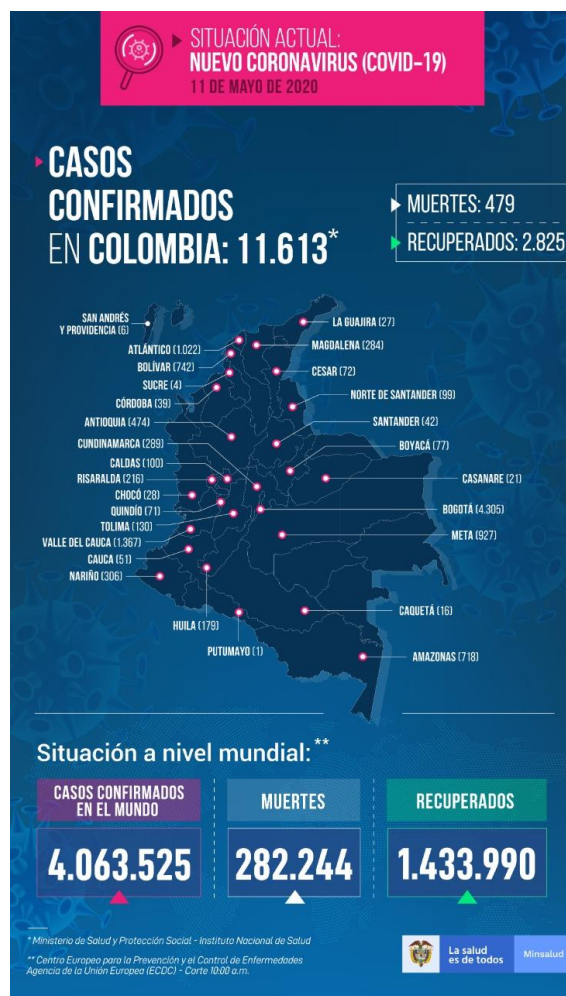 SITUACIÓN ACTUAL:
NUEVO CORONAVIRUS (COVID-19)
11 DE MAYO DE 2020
CASOS
CONFIRMADOS
EN COLOMBIA: 11.613*
MUERTES: 479
RECUPERADOS: 2.825
SAN ANDRÉS
Y PROVIDENCIA (6)
ATLÁNTICO (1.022)
BOLÍVAR (742)
SUCRE (4)
CÓRDOBA (39)
ANTIOQUIA (474)
CUNDINAMARCA (289)
CALDAS (100)
RISARALDA (216)
CHOCÓ (28)
QUINDÍO (71)
TOLIMA (130)
VALLE DEL CAUCA (1.367)
CAUCA (51)
NARIÑO (306)
HUILA (179)
PUTUMAYO (1)
LA GUAJIRA (27)
MAGDALENA (284)
CESAR (72)
NORTE DE SANTANDER (99)
SANTANDER (42)
BOYACÁ (77)
CASANARE (21)
BOGOTÁ (4.305)
META (927)
CAQUETÁ (16)
AMAZONAS (718)
Situación a nivel mundial:**
CASOS CONFIRMADOS
EN EL MUNDO
4.063.525
MUERTES
282.244
RECUPERADOS
1.433.990
* Ministerio de Salud y Protección Social - Instituto Nacional de Salud
** Centro Europeo para la Prevención y el Control de Enfermedades
Agencia de la Unión Europea (ECDC) - Corte 10:00 a.m.
La salud
es de todos
Minsalud